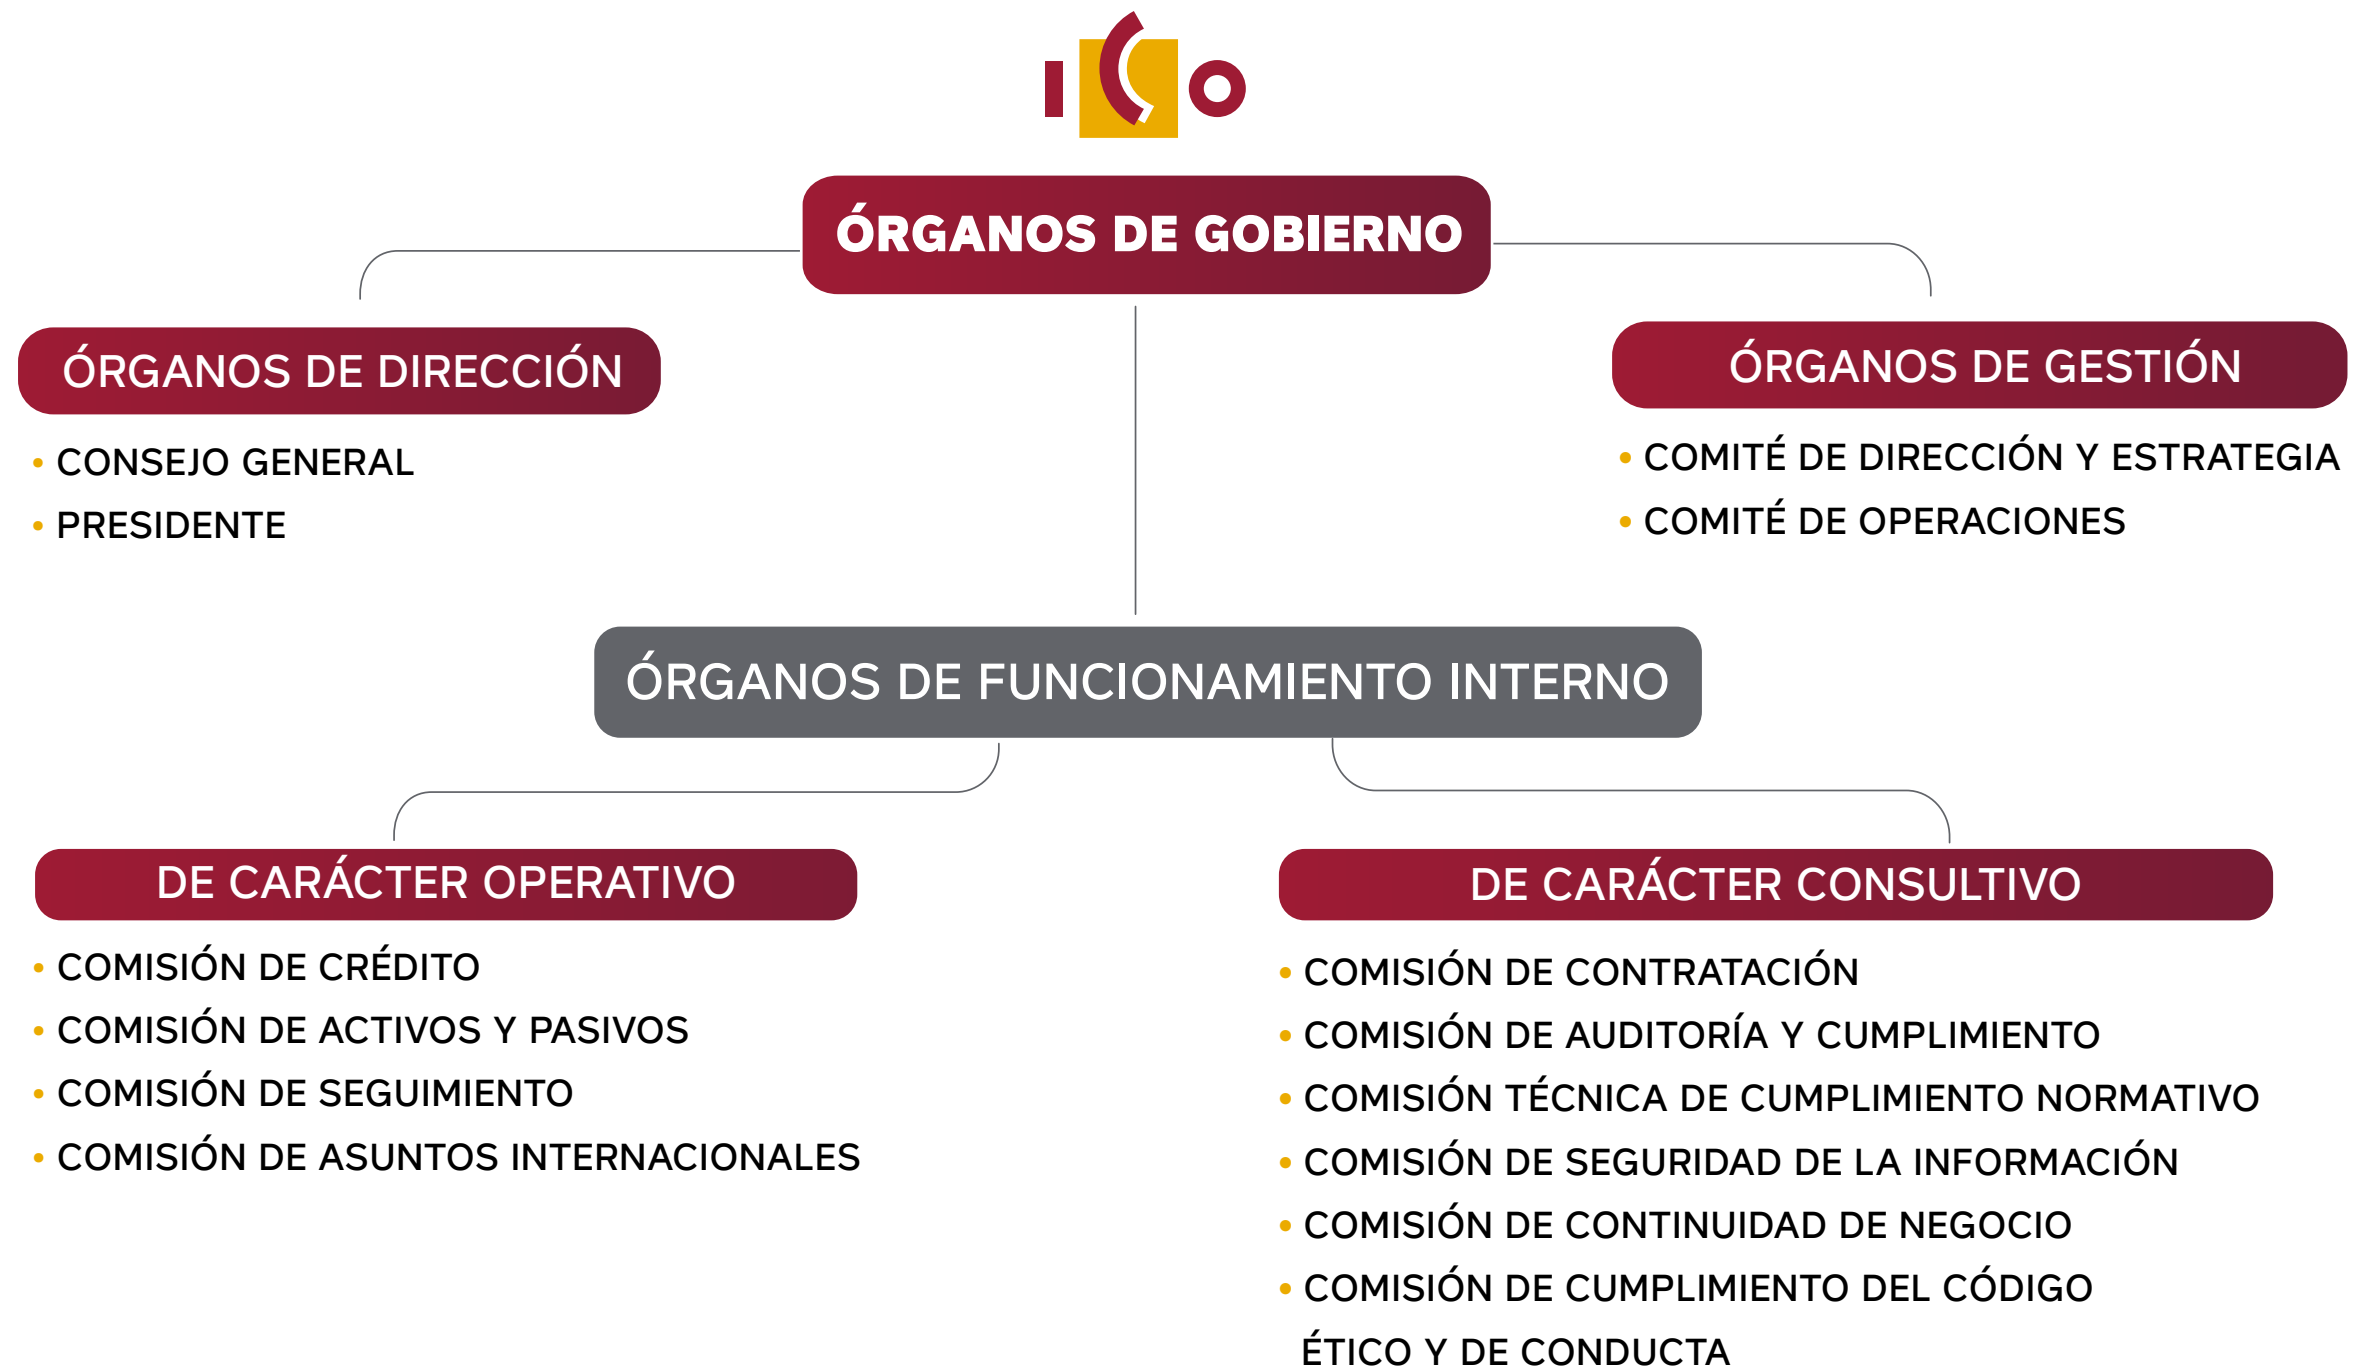 ICO
ÓRGANOS DE GOBIERNO
ÓRGANOS DE DIRECCIÓN
• CONSEJO GENERAL
• PRESIDENTE
ÓRGANOS DE GESTIÓN
• COMITÉ DE DIRECCIÓN Y ESTRATEGIA
• COMITÉ DE OPERACIONES
ÓRGANOS DE FUNCIONAMIENTO INTERNO
DE CARÁCTER OPERATIVO
• COMISIÓN DE CRÉDITO
• COMISIÓN DE ACTIVOS Y PASIVOS
• COMISIÓN DE SEGUIMIENTO
• COMISIÓN DE ASUNTOS INTERNACIONALES
DE CARÁCTER CONSULTIVO
• COMISIÓN DE CONTRATACIÓN
• COMISIÓN DE AUDITORÍA Y CUMPLIMIENTO
• COMISIÓN TÉCNICA DE CUMPLIMIENTO NORMATIVO
• COMISIÓN DE SEGURIDAD DE LA INFORMACIÓN
• COMISIÓN DE CONTINUIDAD DE NEGOCIO
• COMISIÓN DE CUMPLIMIENTO DEL CÓDIGO
ÉTICO Y DE CONDUCTA